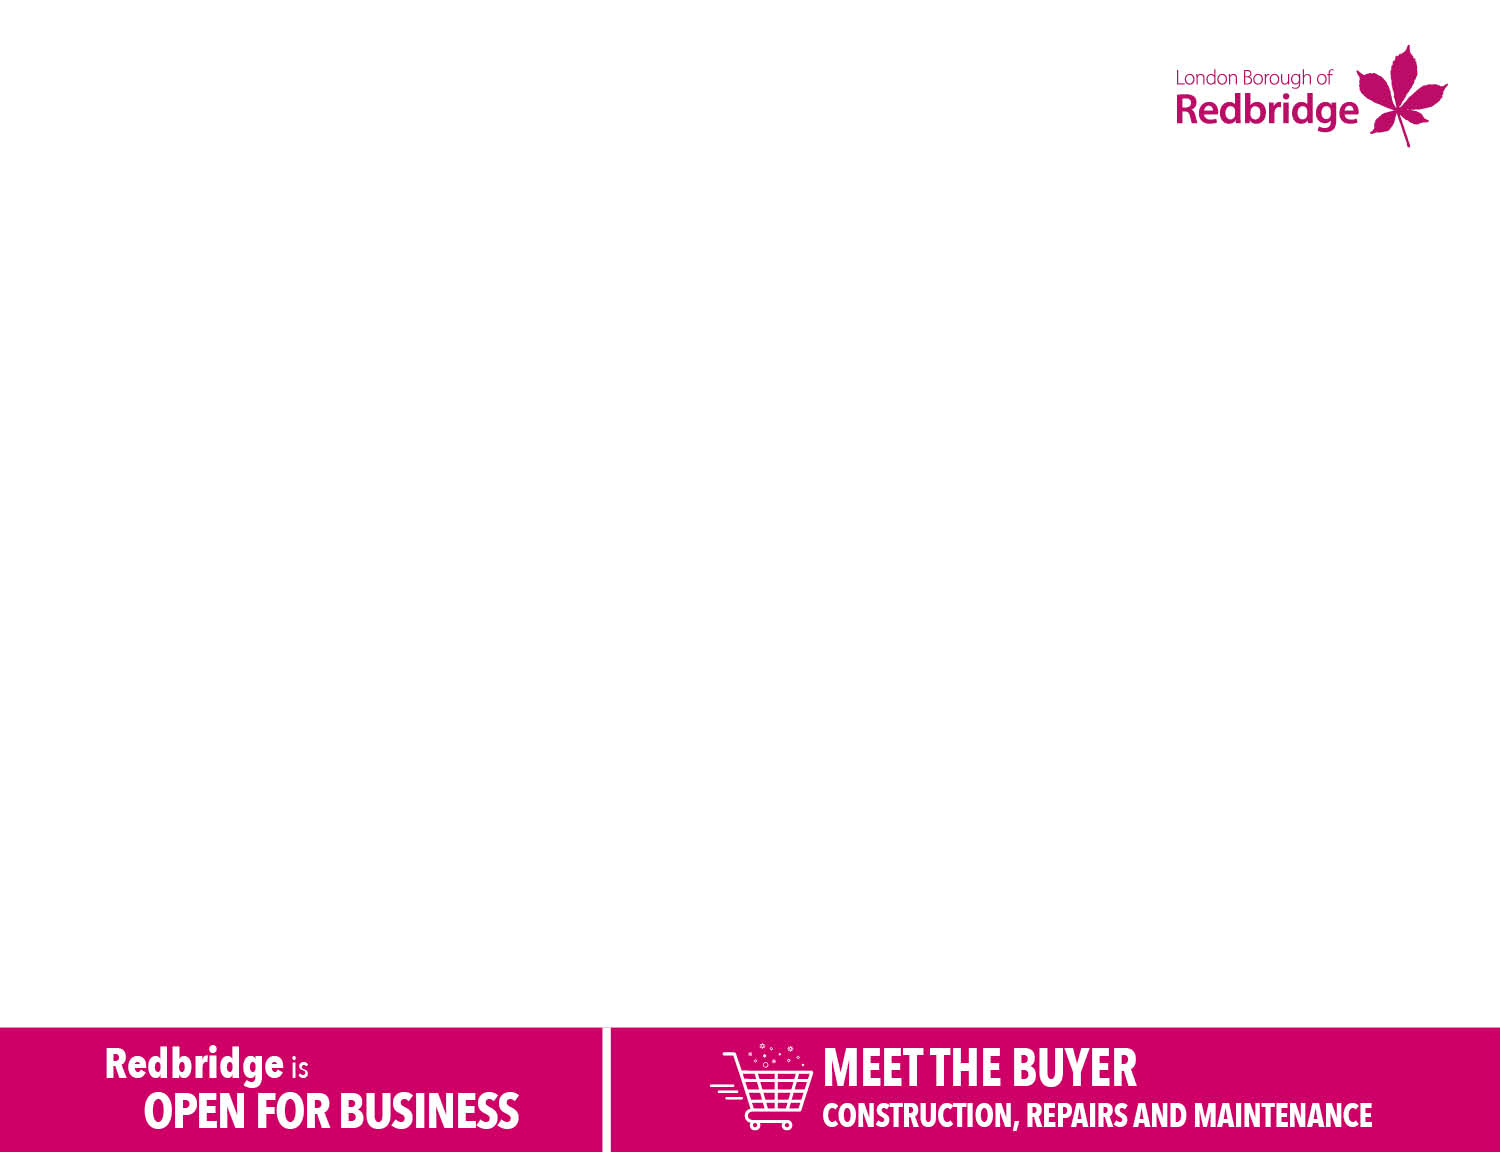 London Borough of
Redbridge
Redbridge is
OPEN FOR BUSINESS
MEET THE BUYER
CONSTRUCTION, REPAIRS AND MAINTENANCE